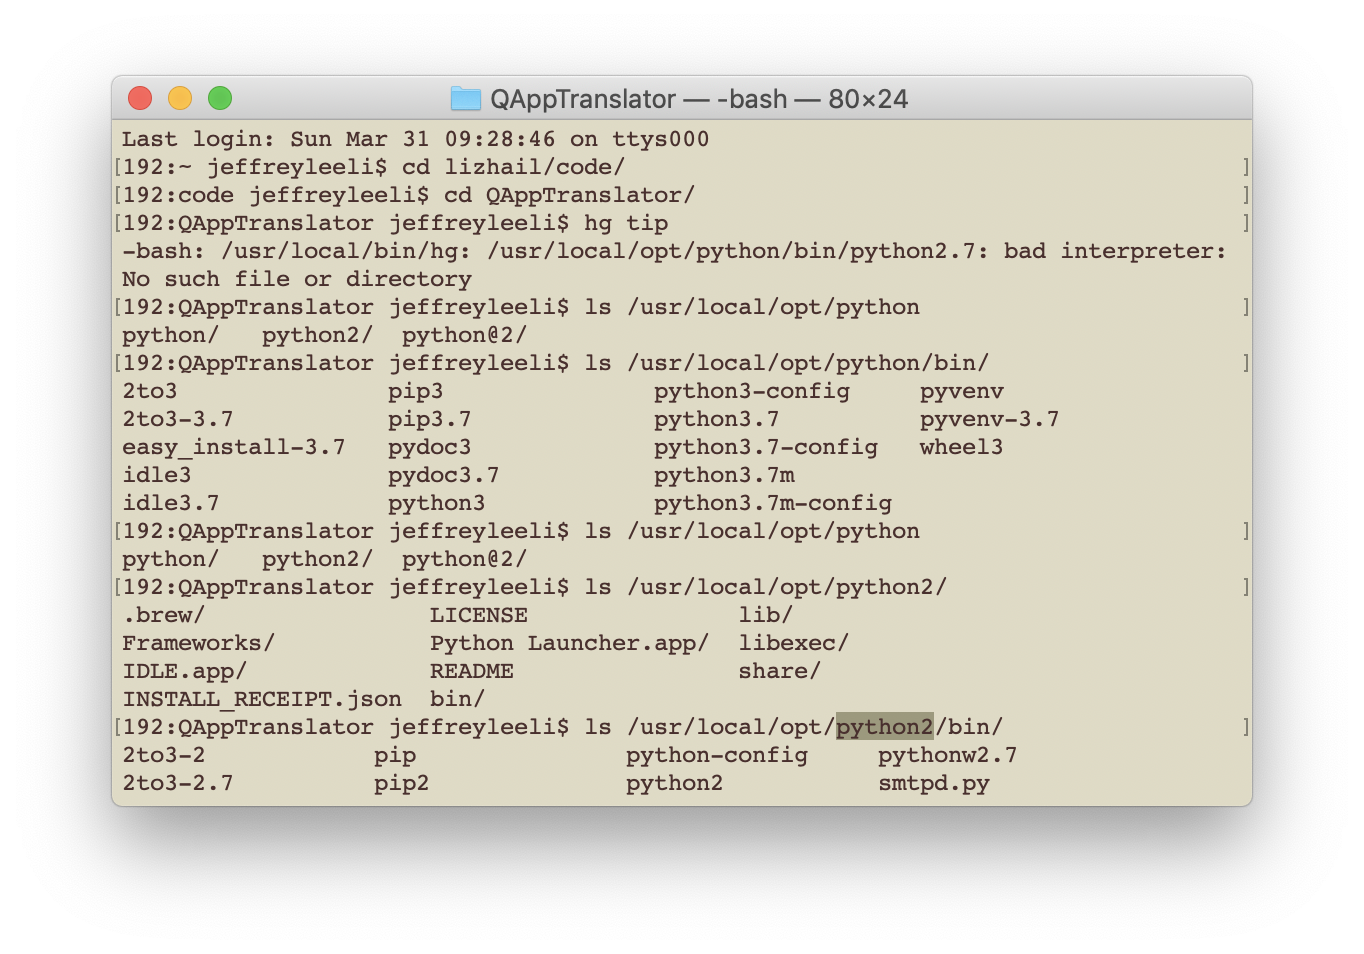 QAppTranslator — -bash — 80×24
Last login: Sun Mar 31 09:28:46 on ttys000
[192:~ jeffreyleeli$ cd lizhail/code/ ]
[192:code jeffreyleeli$ cd QAppTranslator/ ]
[192:QAppTranslator jeffreyleeli$ hg tip ]
-bash: /usr/local/bin/hg: /usr/local/opt/python/bin/python2.7: bad interpreter:
No such file or directory
[192:QAppTranslator jeffreyleeli$ ls /usr/local/opt/python ]
python/ python2/ python@2/
[192:QAppTranslator jeffreyleeli$ ls /usr/local/opt/python/bin/ ]
2to3 pip3 python3-config pyvenv
2to3-3.7 pip3.7 python3.7 pyvenv-3.7
easy_install-3.7 pydoc3 python3.7-config wheel3
idle3 pydoc3.7 python3.7m
idle3.7 python3 python3.7m-config
[192:QAppTranslator jeffreyleeli$ ls /usr/local/opt/python ]
python/ python2/ python@2/
[192:QAppTranslator jeffreyleeli$ ls /usr/local/opt/python2/ ]
.brew/ LICENSE lib/
Frameworks/ Python Launcher.app/ libexec/
IDLE.app/ README share/
INSTALL_RECEIPT.json bin/
[192:QAppTranslator jeffreyleeli$ ls /usr/local/opt/python2/bin/ ]
2to3-2 pip python-config pythonw2.7
2to3-2.7 pip2 python2 smtpd.py